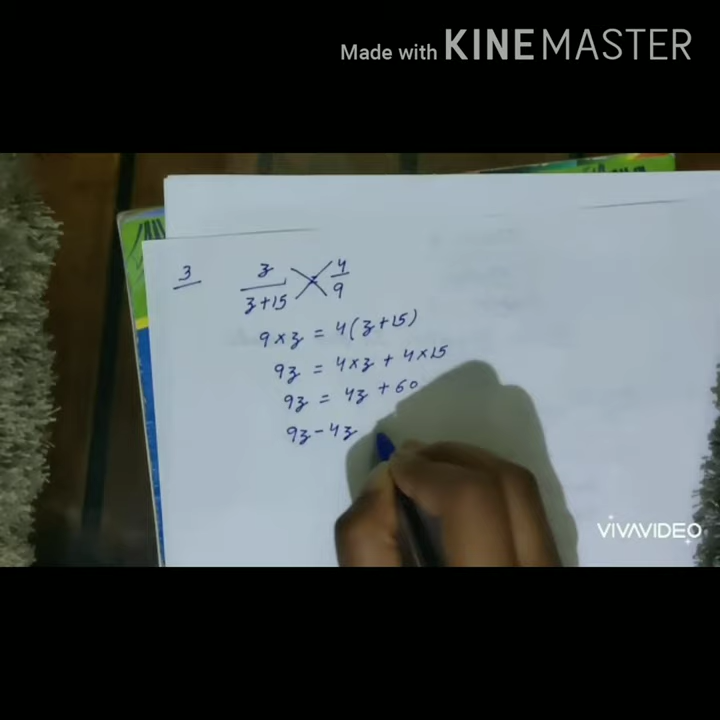 Made with KINEMASTER
3
z/(z+15) = 4/9
9×z = 4(z+15)
9z = 4×z + 4×15
9z = 4z + 60
9z - 4z
VIVAVIDEO